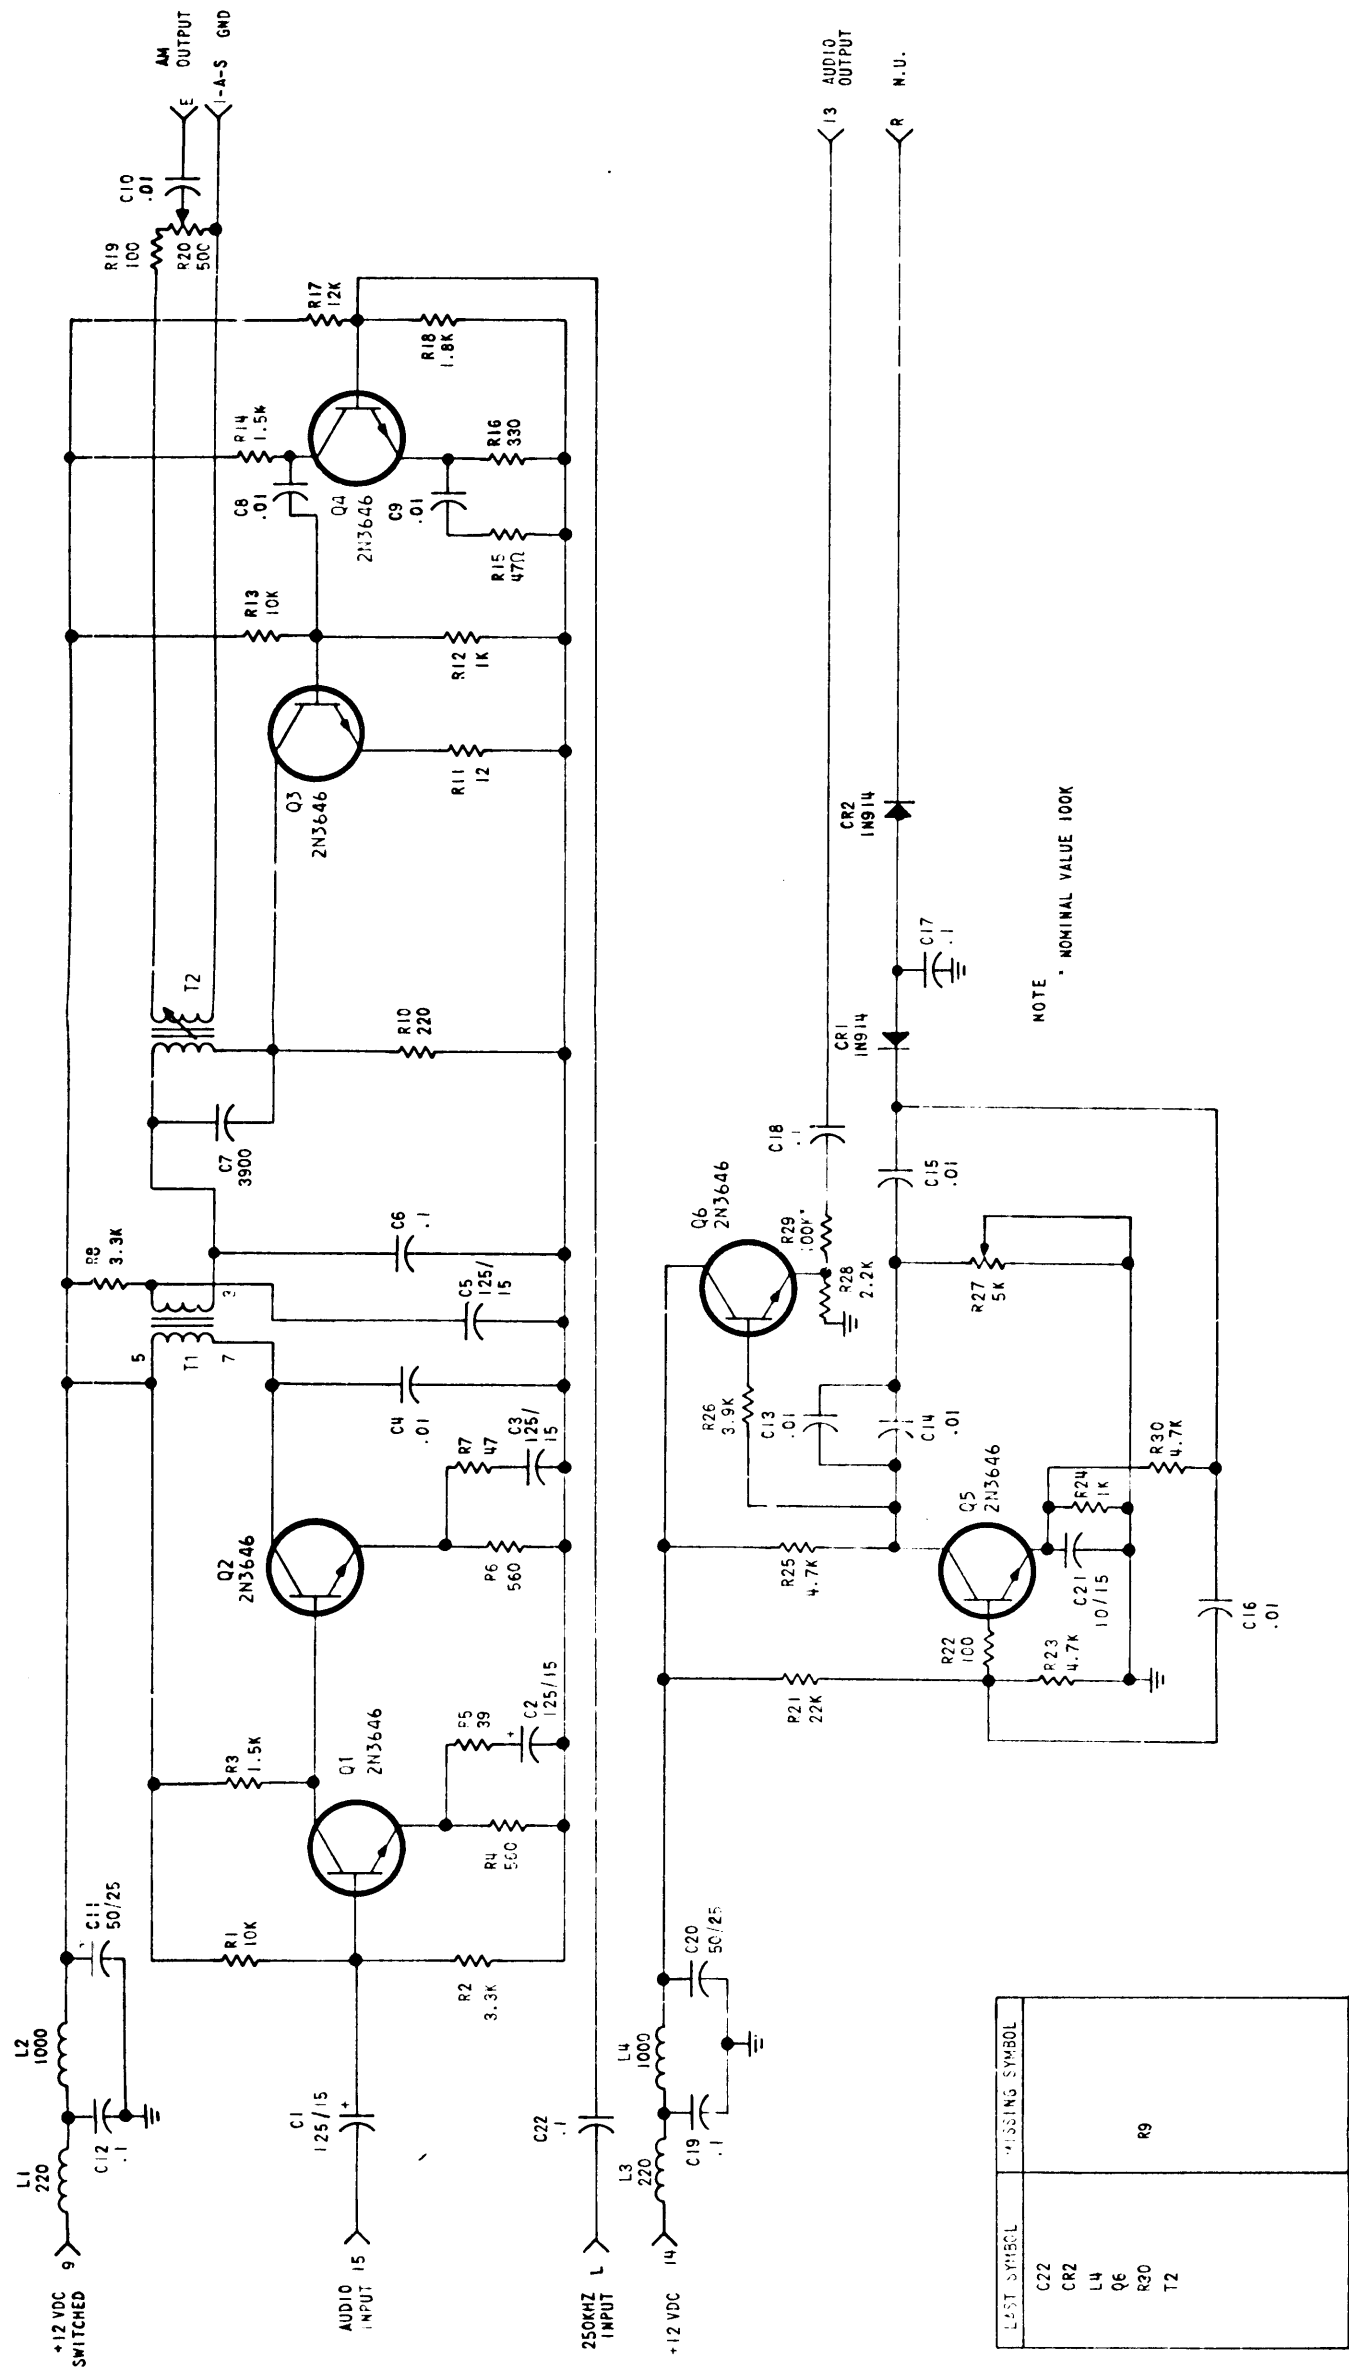 +12 VDC
SWITCHED
9
L1
220
L2
1000
C12
.1
C11
50/25
AUDIO
INPUT
15
C1
125/15
+
R1
10K
R2
3.3K
R3
1.5K
Q1
2N3646
R4
R5
39
+
C2
125/15
Q2
2N3646
R6
560
R7
47
C3
125/
15
C4
.01
5
T1
7
3
R8
3.3K
C5
125/
15
C6
.1
C7
3900
T2
R10
220
Q3
2N3646
R11
12
R12
1K
R13
10K
C8
.01
R14
1.5K
Q4
2N3646
C9
.01
R15
47Ω
R16
330
R17
12K
R18
1.8K
R19
100
R20
C10
.01
E
AM
OUTPUT
1-A-S GND
250KHZ
INPUT
L
C22
.1
+12 VDC
14
L3
220
L4
1000
C19
.1
C20
50/25
R21
22K
R22
100
R23
4.7K
R25
4.7K
Q5
2N3646
C21
10/15
R24
1K
R30
4.7K
C16
.01
R26
3.9K
C13
.01
C14
.01
Q6
2N3646
R28
2.2K
R29
100K*
C18
.1
R27
5K
C15
.01
CR1
1N914
C17
.1
CR2
1N914
13
AUDIO
OUTPUT
R
N.U.
NOTE
* NOMINAL VALUE 100K
LAST SYMBOL
MISSING SYMBOL
C22
CR2
L4
Q6
R30
T2
R9